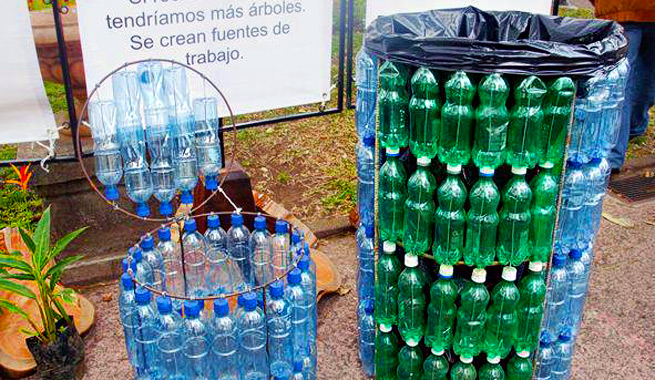 tendríamos más árboles.
Se crean fuentes de
trabajo.